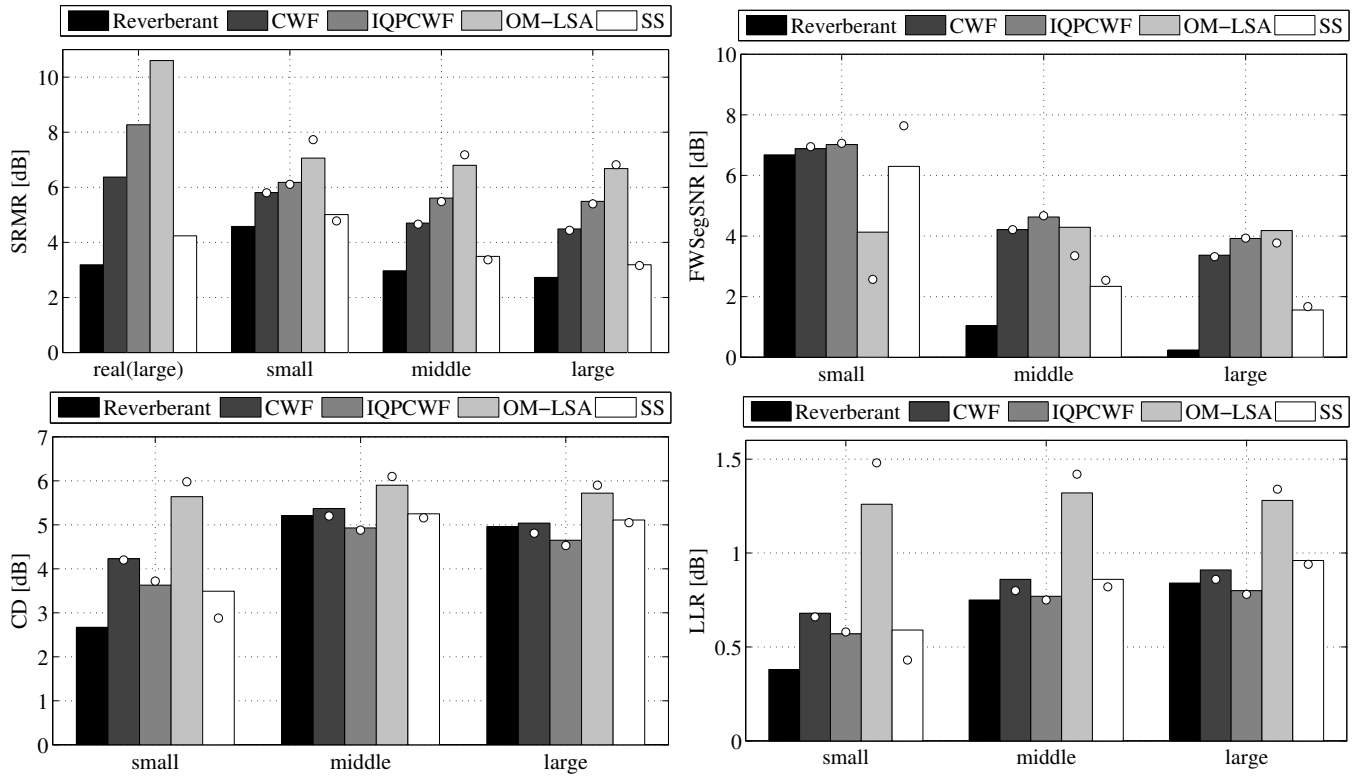 Reverberant CWF IQPCWF OM−LSA SS
SRMR [dB]
10
8
6
4
2
0
real(large) small middle large
Reverberant CWF IQPCWF OM−LSA SS
FWSegSNR [dB]
10
8
6
4
2
0
small middle large
Reverberant CWF IQPCWF OM−LSA SS
CD [dB]
7
6
5
4
3
2
1
0
small middle large
Reverberant CWF IQPCWF OM−LSA SS
LLR [dB]
1.5
1
0.5
0
small middle large